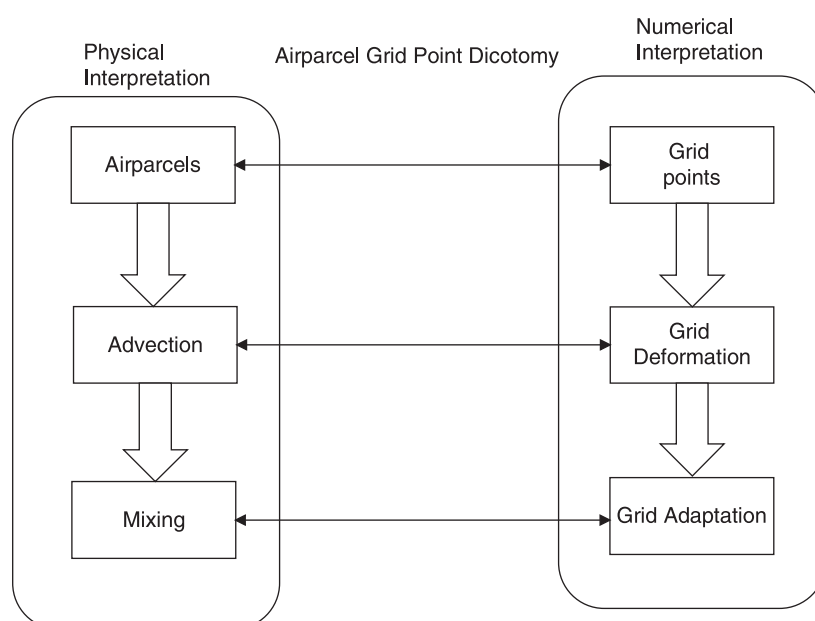 Physical
Interpretation
Airparcel Grid Point Dicotomy
Numerical
Interpretation
Airparcels
Grid
points
Advection
Grid
Deformation
Mixing
Grid Adaptation